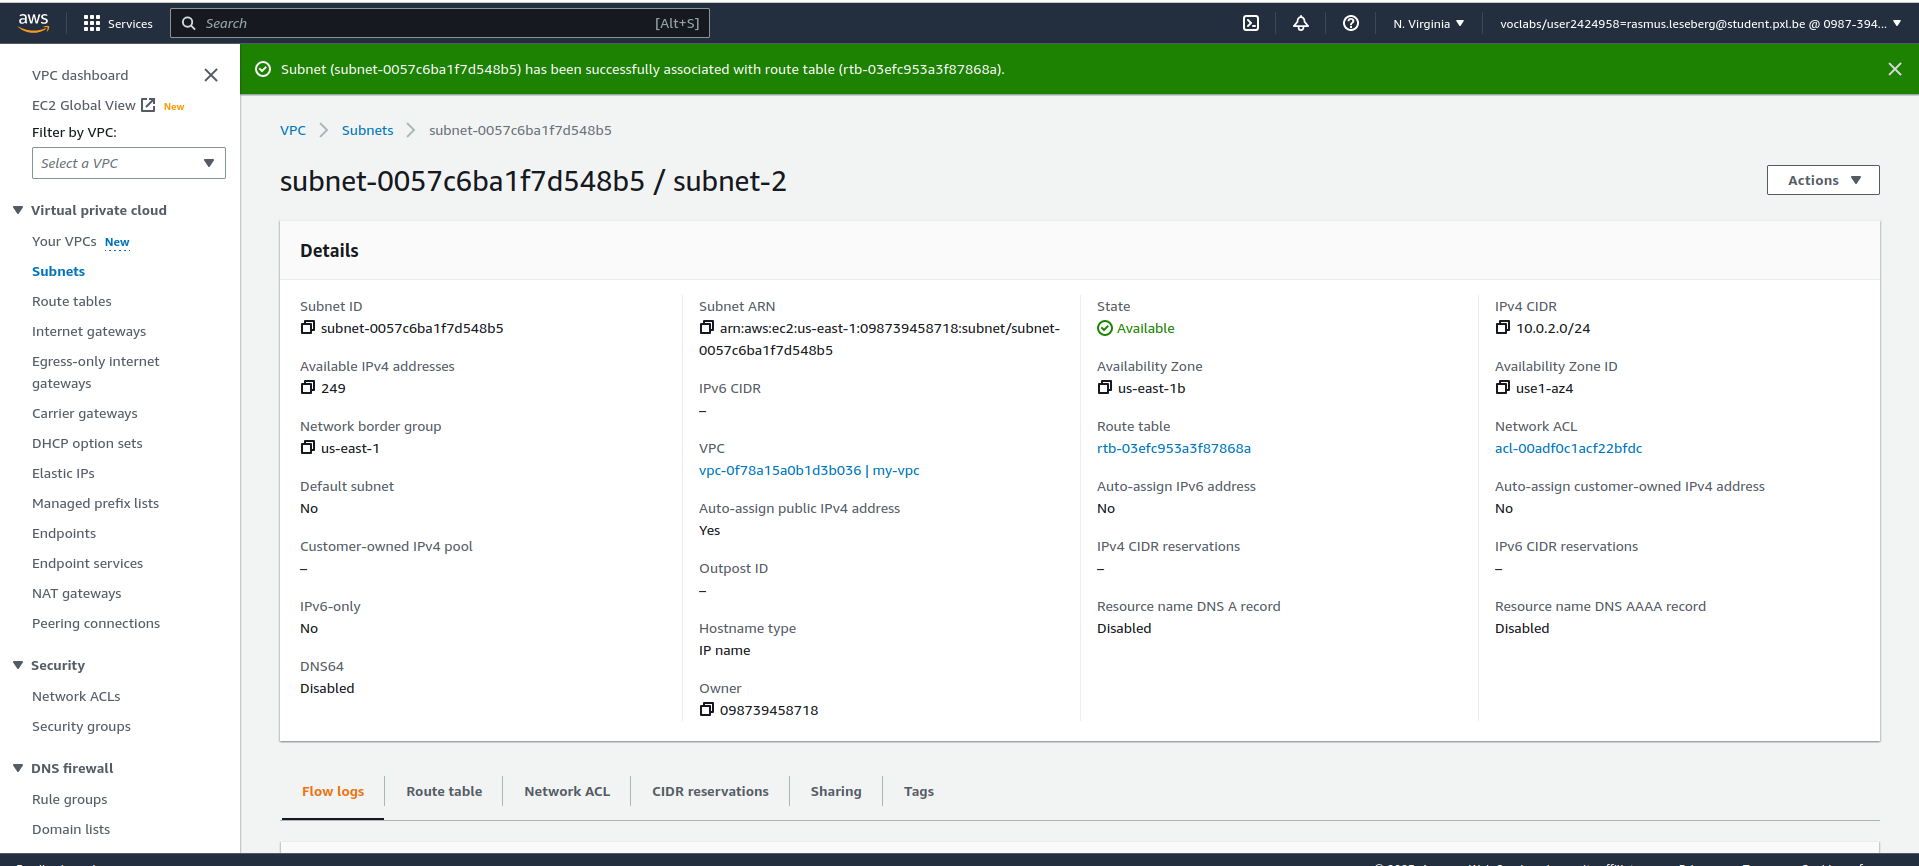 aws
Services
Search
[Alt+S]
N. Virginia
voclabs/user2424958=rasmus.leseberg@student.pxl.be @ 0987-394...
VPC dashboard
EC2 Global View New
Filter by VPC:
Select a VPC
Virtual private cloud
Your VPCs New
Subnets
Route tables
Internet gateways
Egress-only internet
gateways
Carrier gateways
DHCP option sets
Elastic IPs
Managed prefix lists
Endpoints
Endpoint services
NAT gateways
Peering connections
Security
Network ACLs
Security groups
DNS firewall
Rule groups
Domain lists
Subnet (subnet-0057c6ba1f7d548b5) has been successfully associated with route table (rtb-03efc953a3f87868a).
VPC
Subnets
subnet-0057c6ba1f7d548b5
subnet-0057c6ba1f7d548b5 / subnet-2
Actions
Details
Subnet ID
subnet-0057c6ba1f7d548b5
Available IPv4 addresses
249
Network border group
us-east-1
Default subnet
No
Customer-owned IPv4 pool
–
IPv6-only
No
DNS64
Disabled
Subnet ARN
arn:aws:ec2:us-east-1:098739458718:subnet/subnet-
0057c6ba1f7d548b5
IPv6 CIDR
–
VPC
vpc-0f78a15a0b1d3b036 | my-vpc
Auto-assign public IPv4 address
Yes
Outpost ID
–
Hostname type
IP name
Owner
098739458718
State
Available
Availability Zone
us-east-1b
Route table
rtb-03efc953a3f87868a
Auto-assign IPv6 address
No
IPv4 CIDR reservations
–
Resource name DNS A record
Disabled
IPv4 CIDR
10.0.2.0/24
Availability Zone ID
use1-az4
Network ACL
acl-00adf0c1acf22bfdc
Auto-assign customer-owned IPv4 address
No
IPv6 CIDR reservations
–
Resource name DNS AAAA record
Disabled
Flow logs
Route table
Network ACL
CIDR reservations
Sharing
Tags